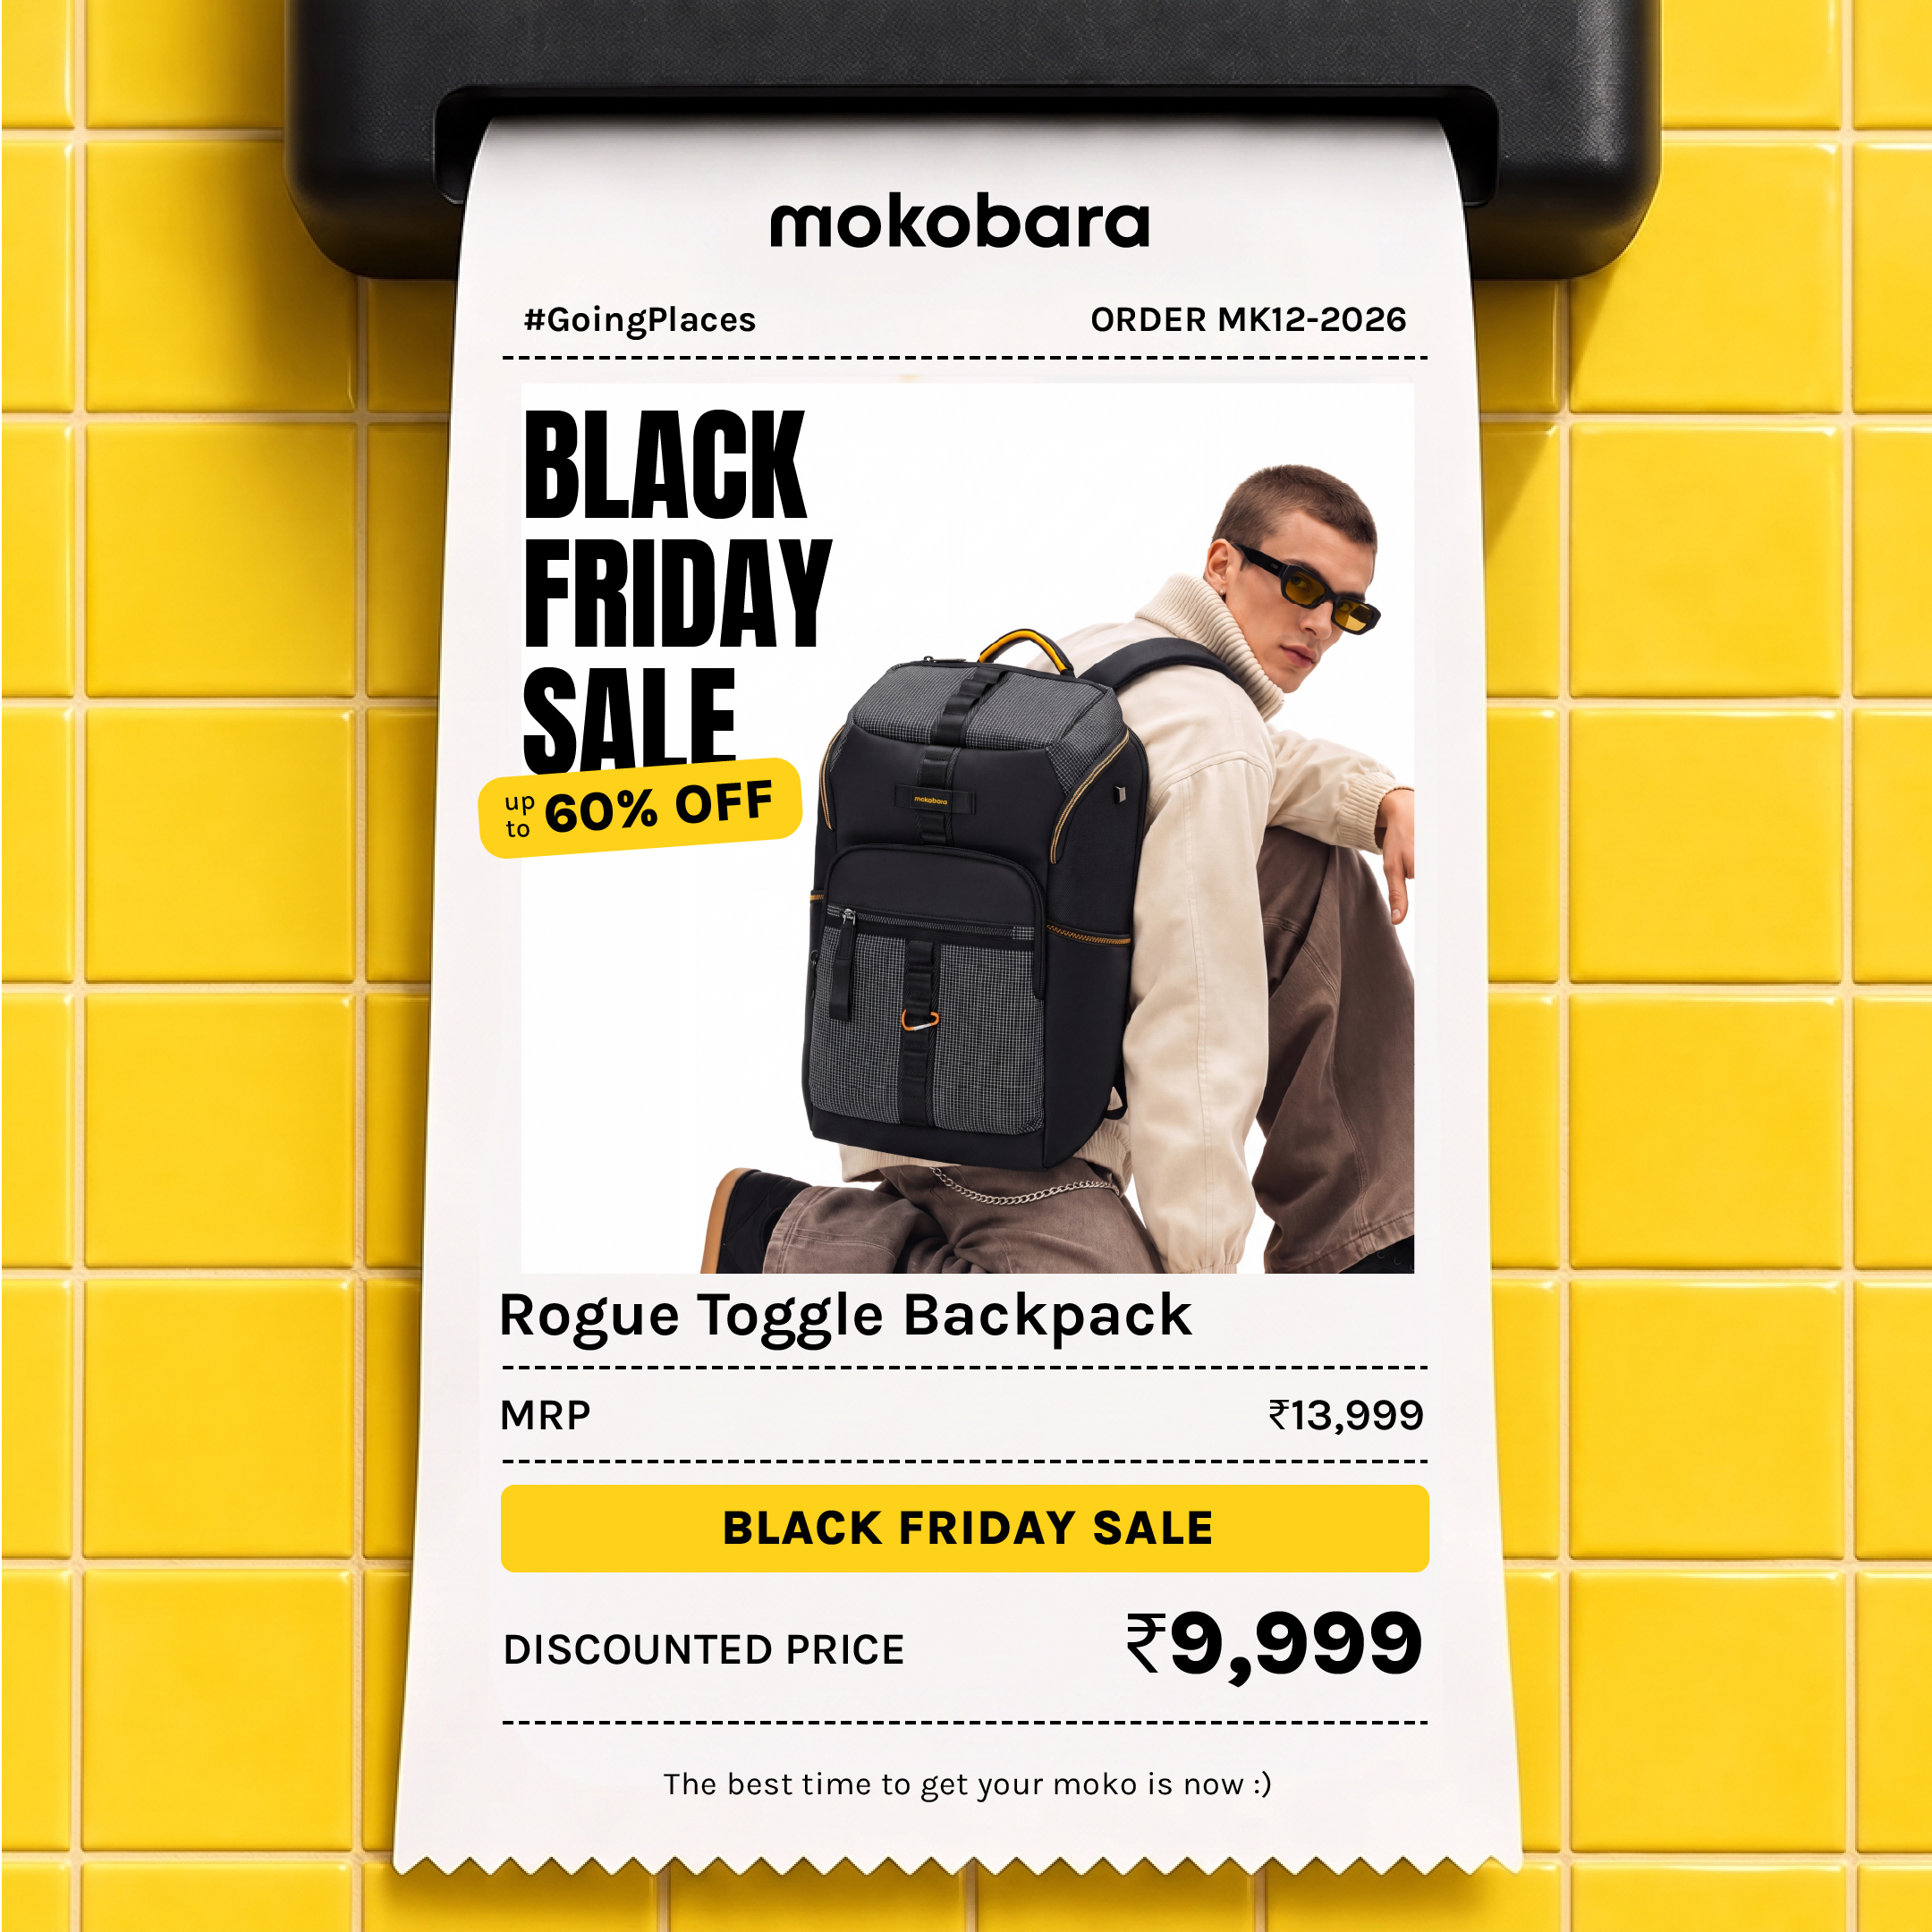 mokobara
#GoingPlaces
ORDER MK12-2026
BLACK
FRIDAY
SALE
up to 60% OFF
mokobara
Rogue Toggle Backpack
MRP ₹13,999
BLACK FRIDAY SALE
DISCOUNTED PRICE ₹9,999
The best time to get your moko is now :)